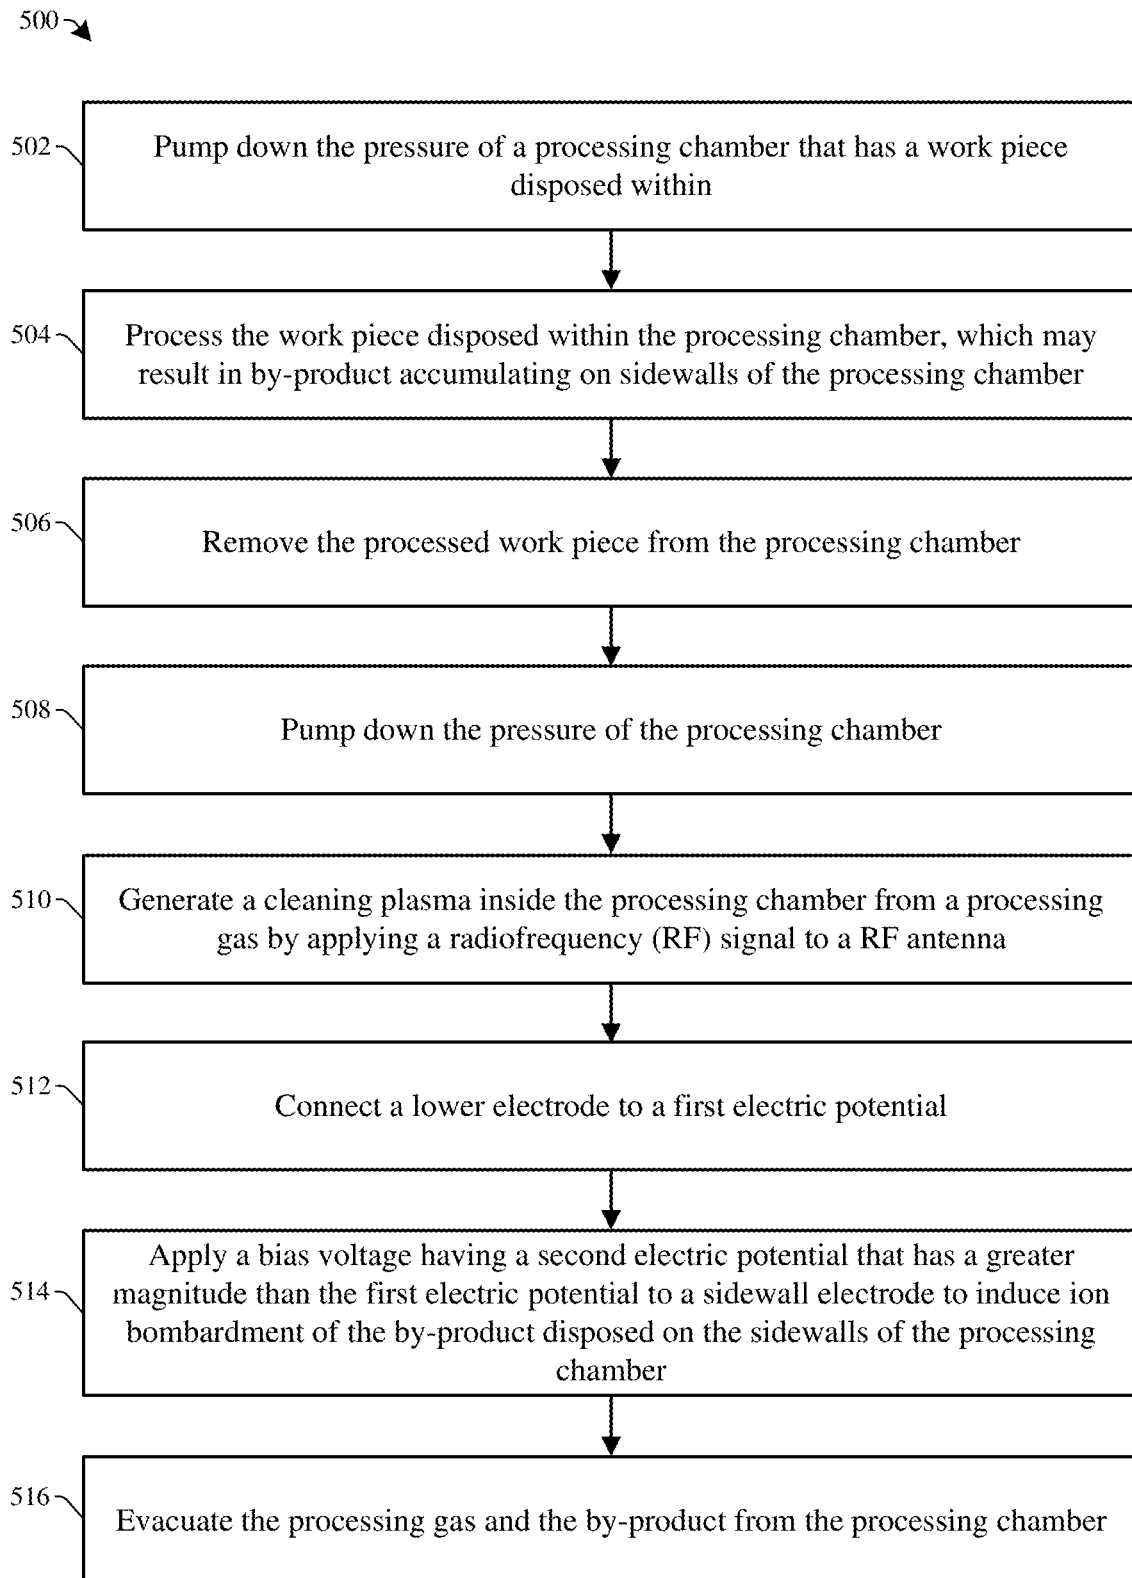 500
502
Pump down the pressure of a processing chamber that has a work piece
disposed within
504
Process the work piece disposed within the processing chamber, which may
result in by-product accumulating on sidewalls of the processing chamber
506
Remove the processed work piece from the processing chamber
508
Pump down the pressure of the processing chamber
510
Generate a cleaning plasma inside the processing chamber from a processing
gas by applying a radiofrequency (RF) signal to a RF antenna
512
Connect a lower electrode to a first electric potential
514
Apply a bias voltage having a second electric potential that has a greater
magnitude than the first electric potential to a sidewall electrode to induce ion
bombardment of the by-product disposed on the sidewalls of the processing
chamber
516
Evacuate the processing gas and the by-product from the processing chamber